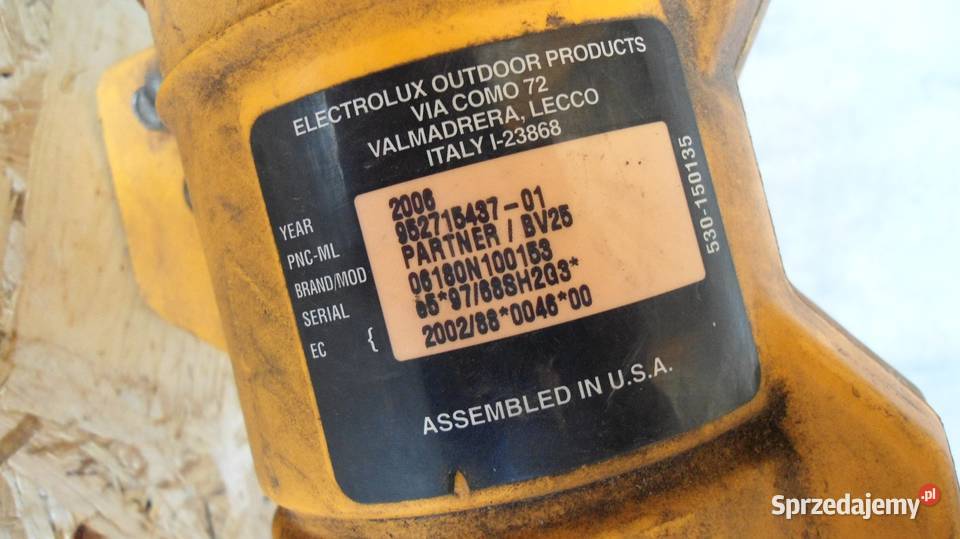 ELECTROLUX OUTDOOR PRODUCTS
VIA COMO 72
VALMADRERA, LECCO
ITALY I-23868
YEAR 2006
PNC-ML 952715437-01
BRAND/MOD PARTNER / BV25
SERIAL 06180N100153
EC { e5*97/68SH2G3*
2002/88*0046*00
ASSEMBLED IN U.S.A.
530-150135
Sprzedajemy.pl